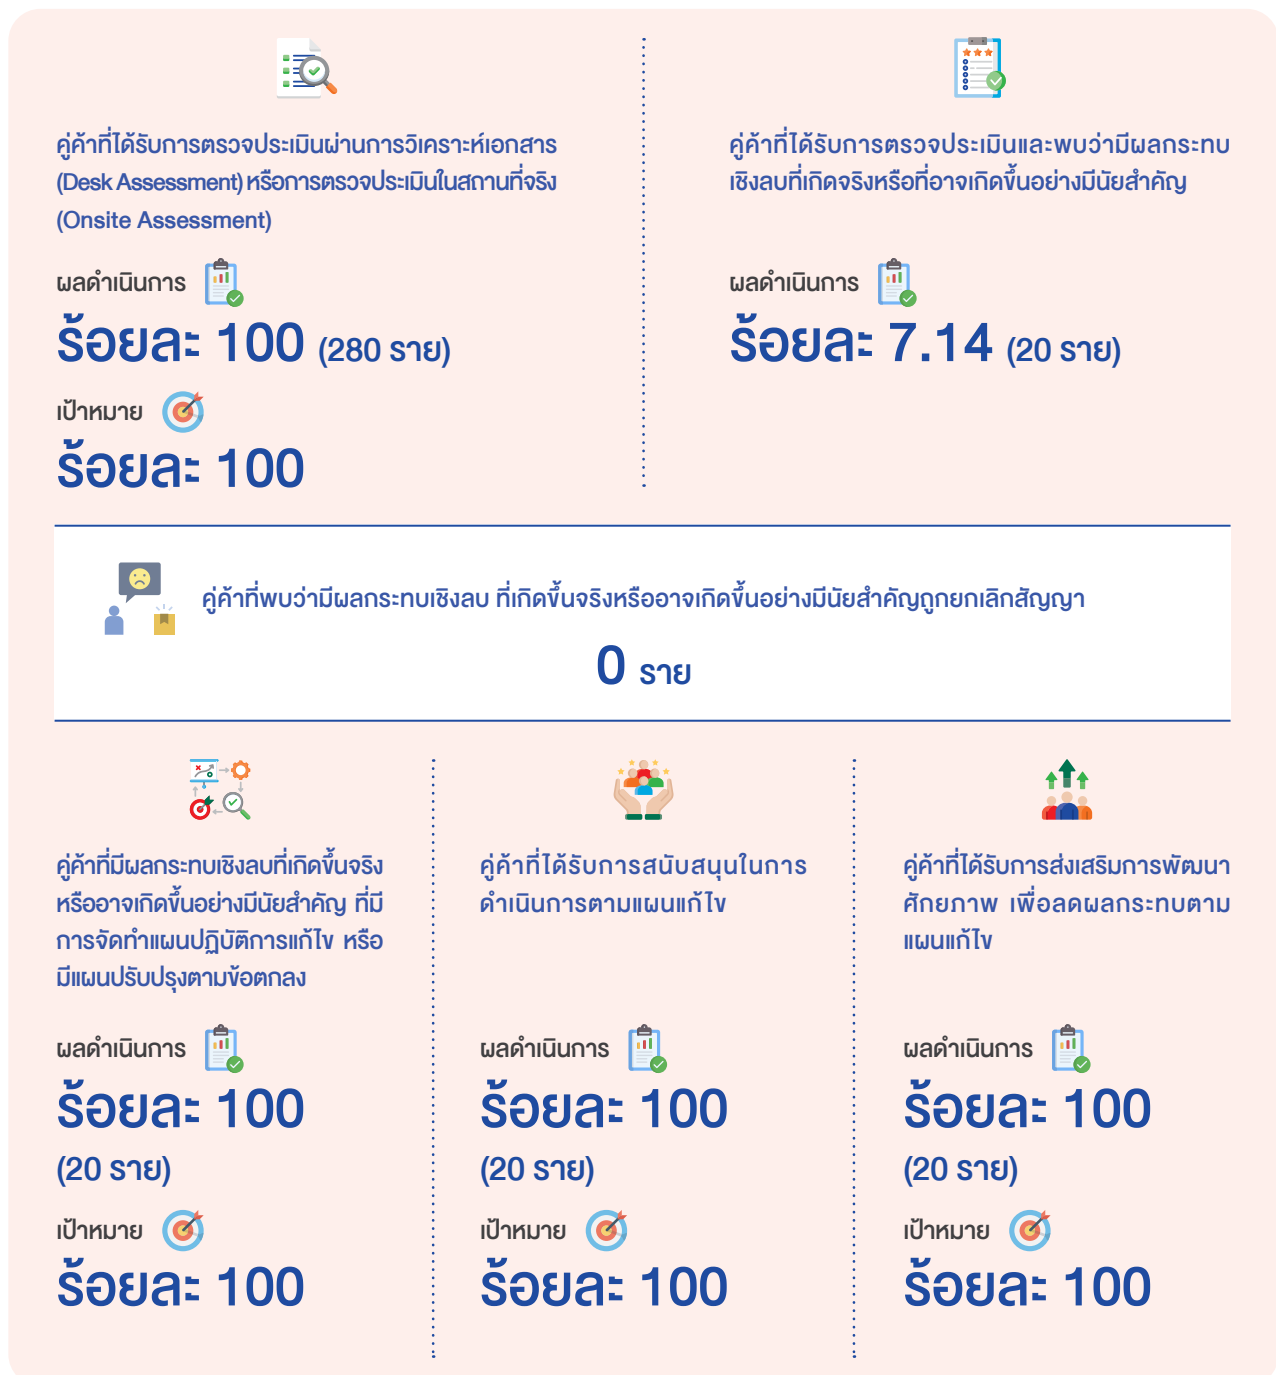 คู่ค้าที่ได้รับการตรวจประเมินผ่านการวิเคราะห์เอกสาร
(Desk Assessment) หรือการตรวจประเมินในสถานที่จริง
(Onsite Assessment)
ผลดำเนินการ
ร้อยละ 100 (280 ราย)
เป้าหมาย
ร้อยละ 100
คู่ค้าที่ได้รับการตรวจประเมินและพบว่ามีผลกระทบ
เชิงลบที่เกิดจริงหรือที่อาจเกิดขึ้นอย่างมีนัยสำคัญ
ผลดำเนินการ
ร้อยละ 7.14 (20 ราย)
คู่ค้าที่พบว่ามีผลกระทบเชิงลบ ที่เกิดขึ้นจริงหรืออาจเกิดขึ้นอย่างมีนัยสำคัญถูกยกเลิกสัญญา
0 ราย
คู่ค้าที่มีผลกระทบเชิงลบที่เกิดขึ้นจริง
หรืออาจเกิดขึ้นอย่างมีนัยสำคัญ ที่มี
การจัดทำแผนปฏิบัติการแก้ไข หรือ
มีแผนปรับปรุงตามข้อตกลง
ผลดำเนินการ
ร้อยละ 100
(20 ราย)
เป้าหมาย
ร้อยละ 100
คู่ค้าที่ได้รับการสนับสนุนในการ
ดำเนินการตามแผนแก้ไข
ผลดำเนินการ
ร้อยละ 100
(20 ราย)
เป้าหมาย
ร้อยละ 100
คู่ค้าที่ได้รับการส่งเสริมการพัฒนา
ศักยภาพ เพื่อลดผลกระทบตาม
แผนแก้ไข
ผลดำเนินการ
ร้อยละ 100
(20 ราย)
เป้าหมาย
ร้อยละ 100